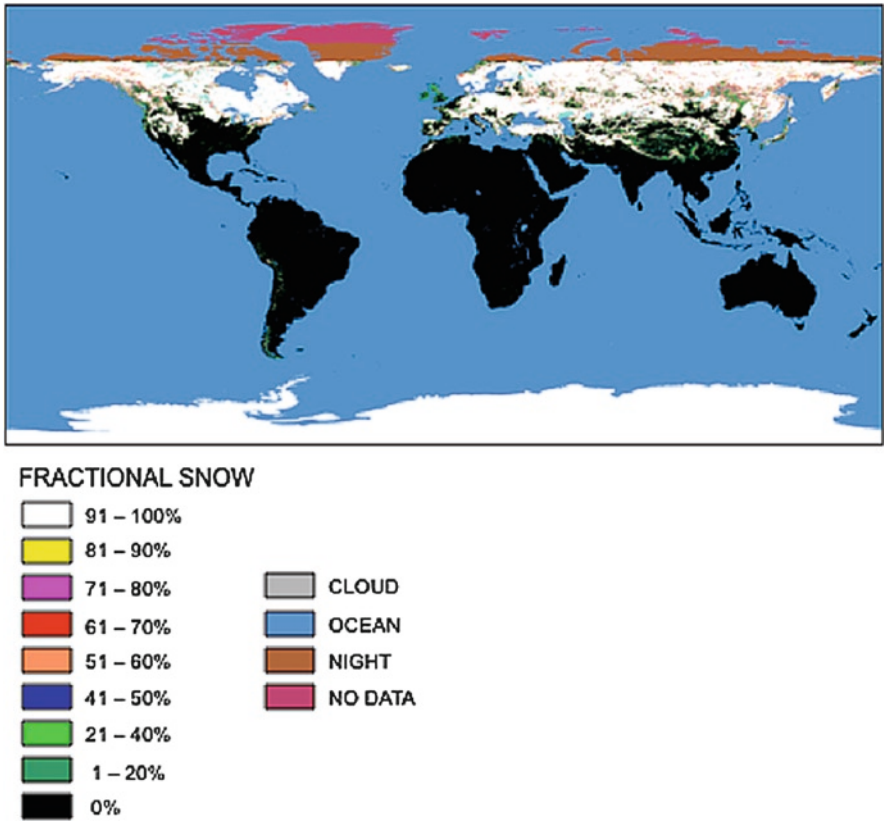 FRACTIONAL SNOW
91 – 100%
81 – 90%
71 – 80%
61 – 70%
51 – 60%
41 – 50%
21 – 40%
1 – 20%
0%
CLOUD
OCEAN
NIGHT
NO DATA